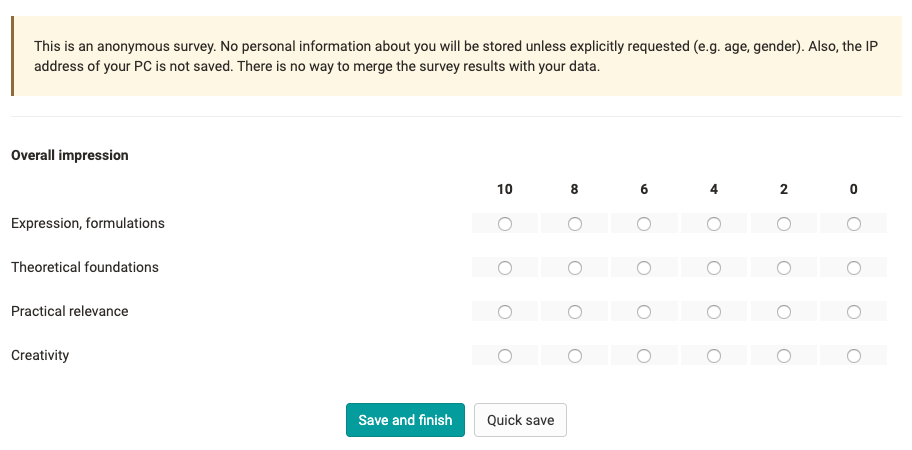 This is an anonymous survey. No personal information about you will be stored unless explicitly requested (e.g. age, gender). Also, the IP
address of your PC is not saved. There is no way to merge the survey results with your data.
Overall impression
10 8 6 4 2 0
Expression, formulations
Theoretical foundations
Practical relevance
Creativity
Save and finish Quick save